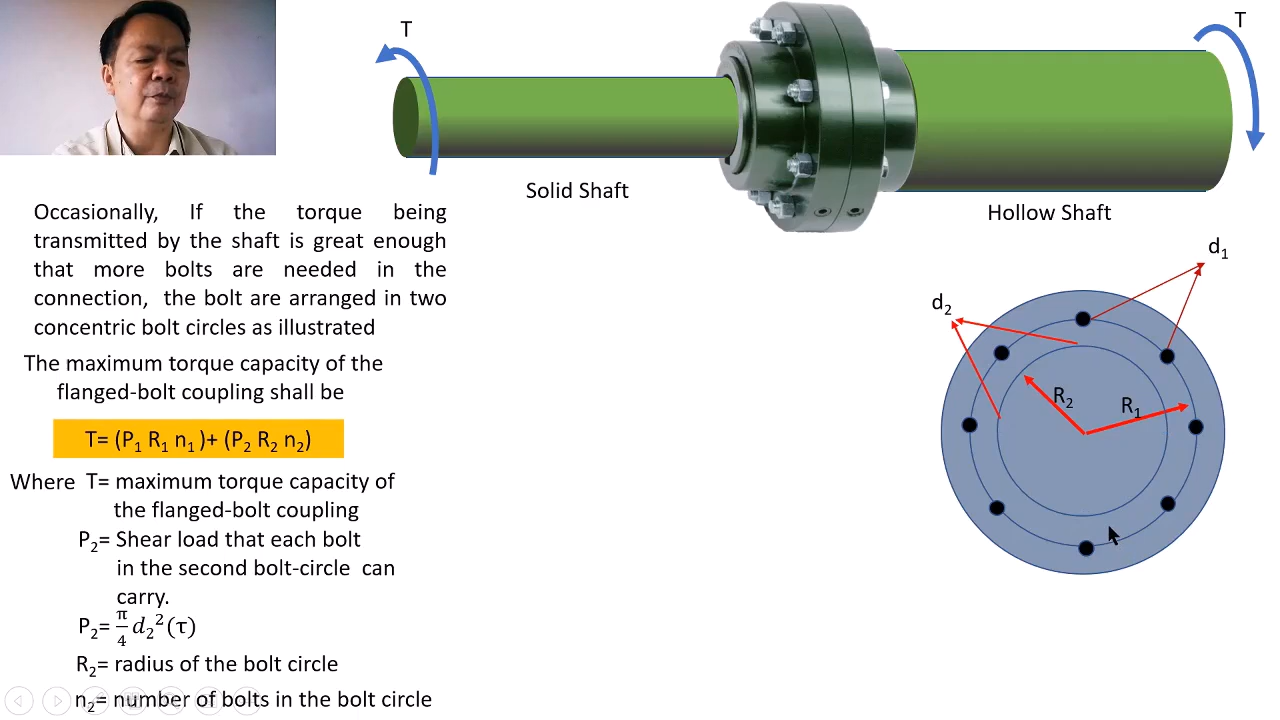 T
T
Solid Shaft
Hollow Shaft
Occasionally, If the torque being
transmitted by the shaft is great enough
that more bolts are needed in the
connection, the bolt are arranged in two
concentric bolt circles as illustrated
The maximum torque capacity of the
flanged-bolt coupling shall be
T= (P₁ R₁ n₁ )+ (P₂ R₂ n₂)
Where T= maximum torque capacity of
the flanged-bolt coupling
P₂= Shear load that each bolt
in the second bolt-circle can
carry.
P₂= π/4 d₂²(τ)
R₂= radius of the bolt circle
n₂= number of bolts in the bolt circle
d₁
d₂
R₂
R₁